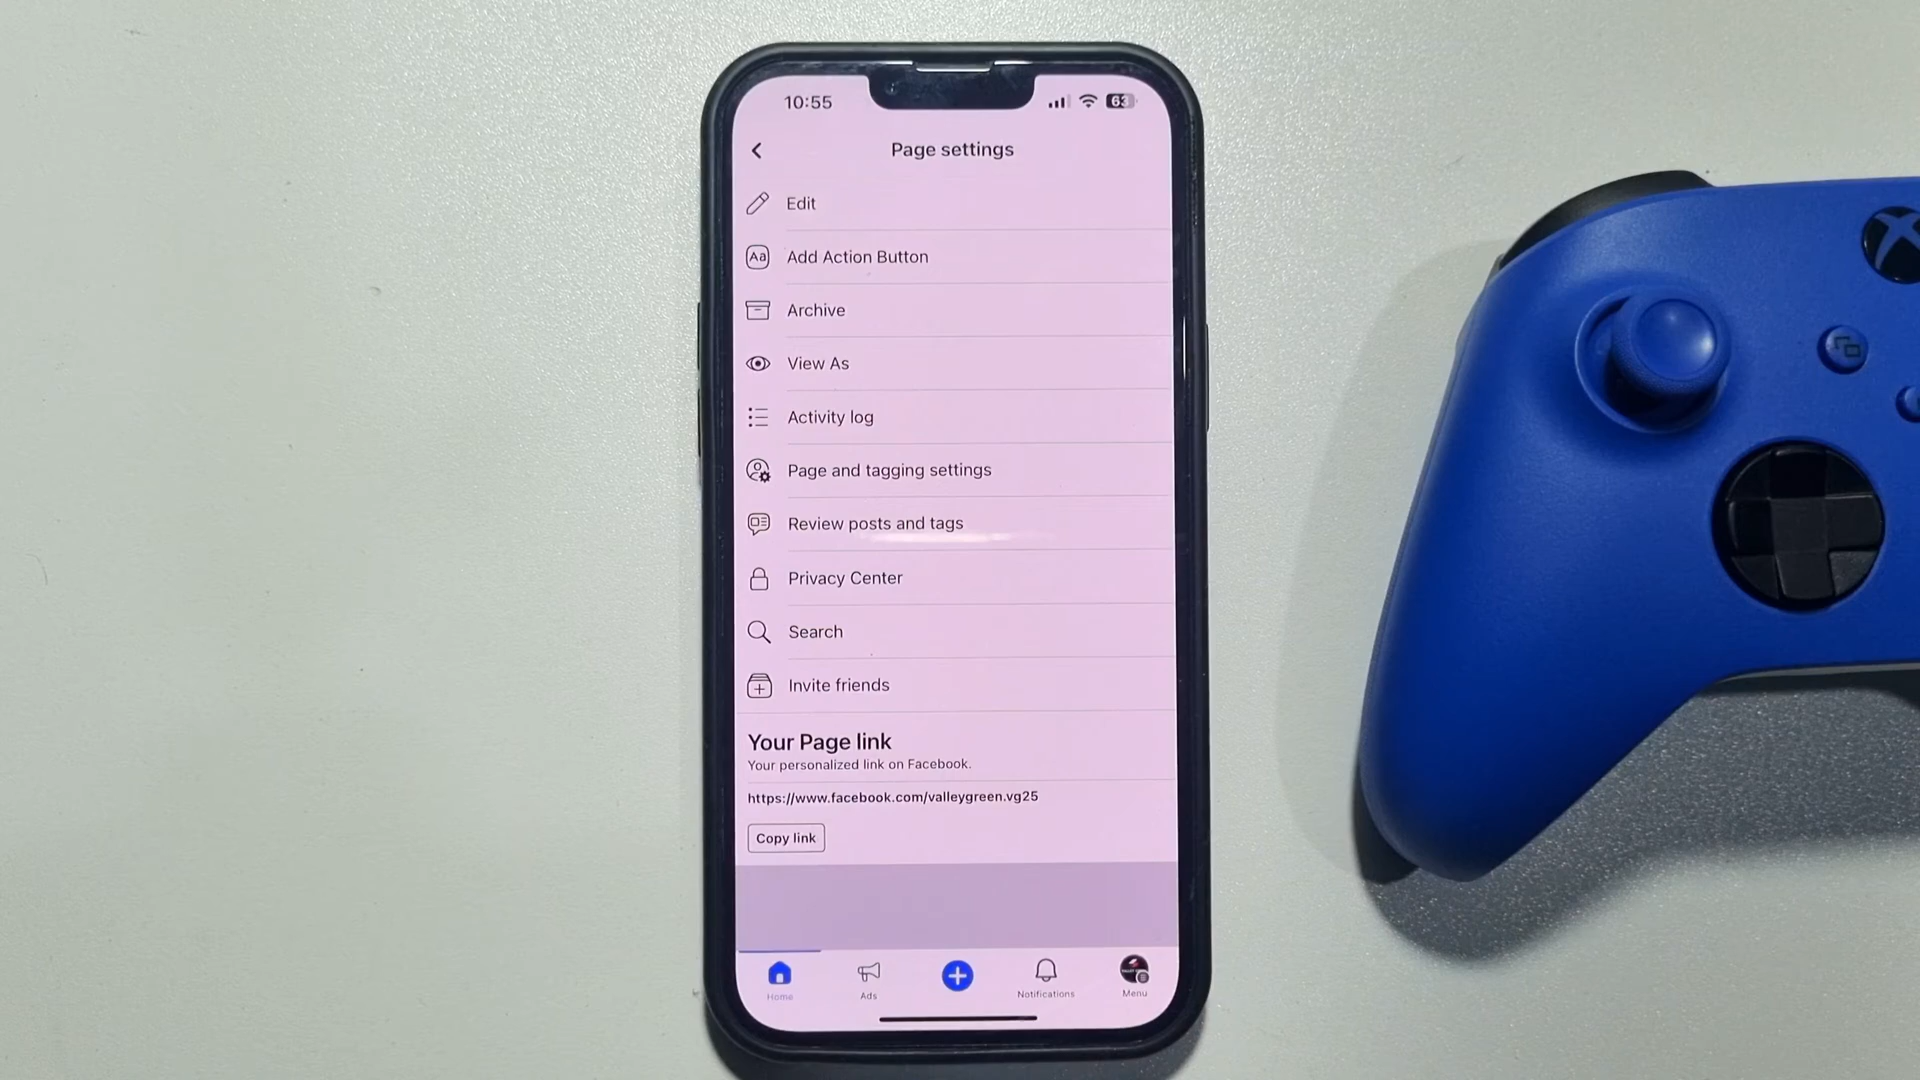 10:55
63
Page settings
Edit
Aa
Add Action Button
Archive
View As
Activity log
Page and tagging settings
Review posts and tags
Privacy Center
Search
Invite friends
Your Page link
Your personalized link on Facebook.
https://www.facebook.com/valleygreen.vg25
Copy link
Home
Ads
Notifications
Menu